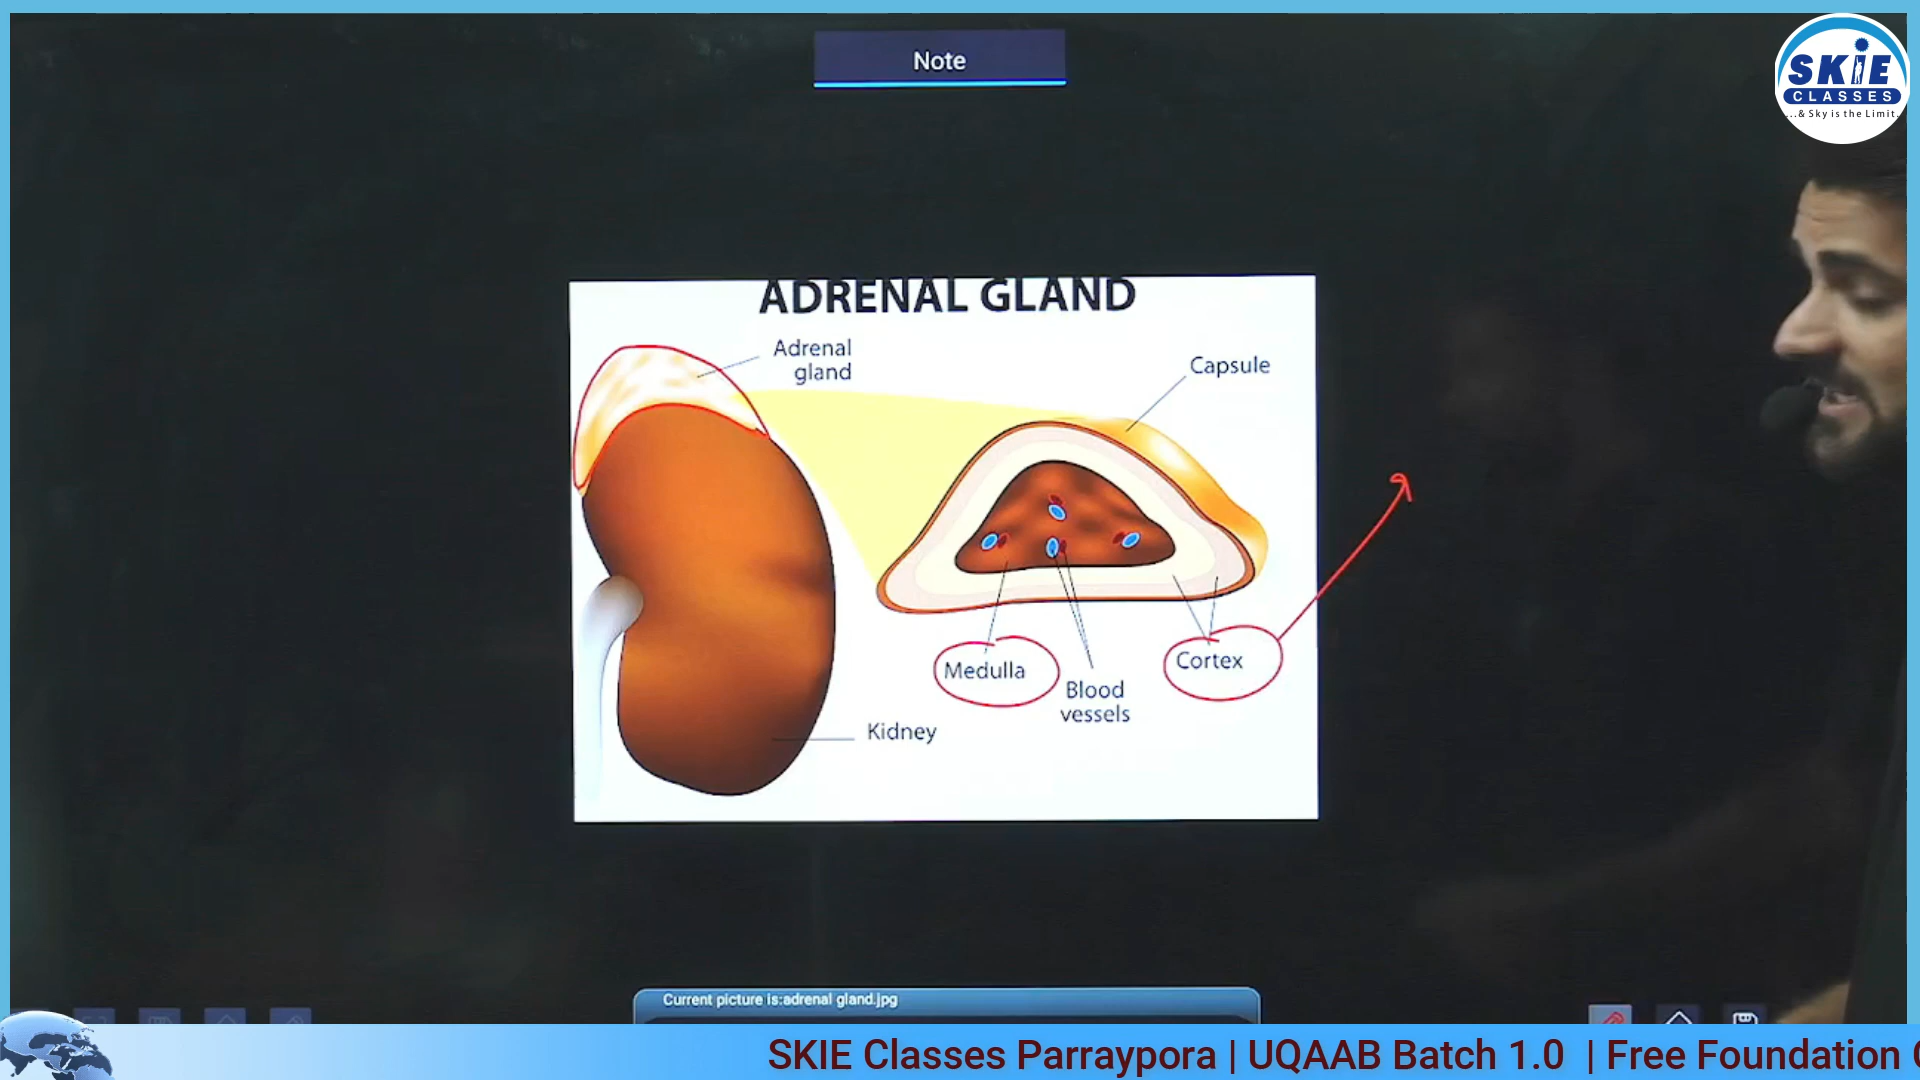 Note
SKIE
CLASSES
...& Sky is the Limit.
ADRENAL GLAND
Adrenal
gland
Capsule
Medulla
Blood
vessels
Cortex
Kidney
Current picture is:adrenal gland.jpg
SKIE Classes Parraypora | UQAAB Batch 1.0 | Free Foundation